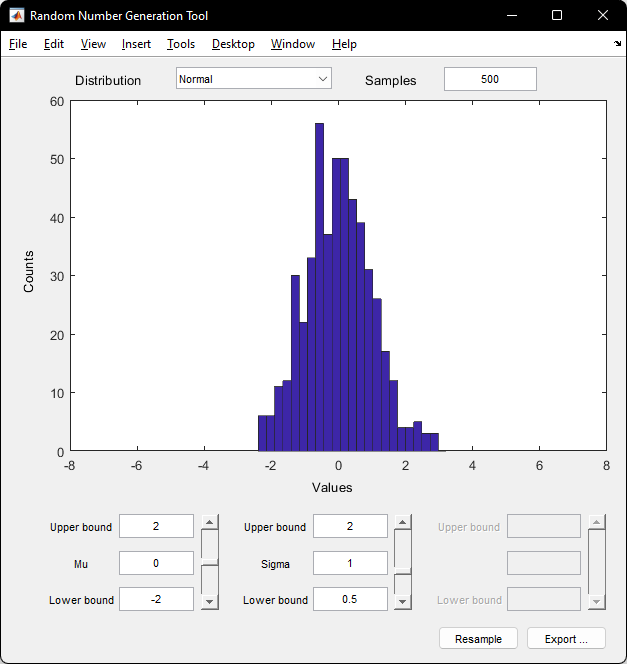 Random Number Generation Tool
File Edit View Insert Tools Desktop Window Help
Distribution Normal Samples 500
60
50
40
30
20
10
0
Counts
-8 -6 -4 -2 0 2 4 6 8
Values
Upper bound 2 Upper bound 2 Upper bound
Mu 0 Sigma 1
Lower bound -2 Lower bound 0.5 Lower bound
Resample Export ...